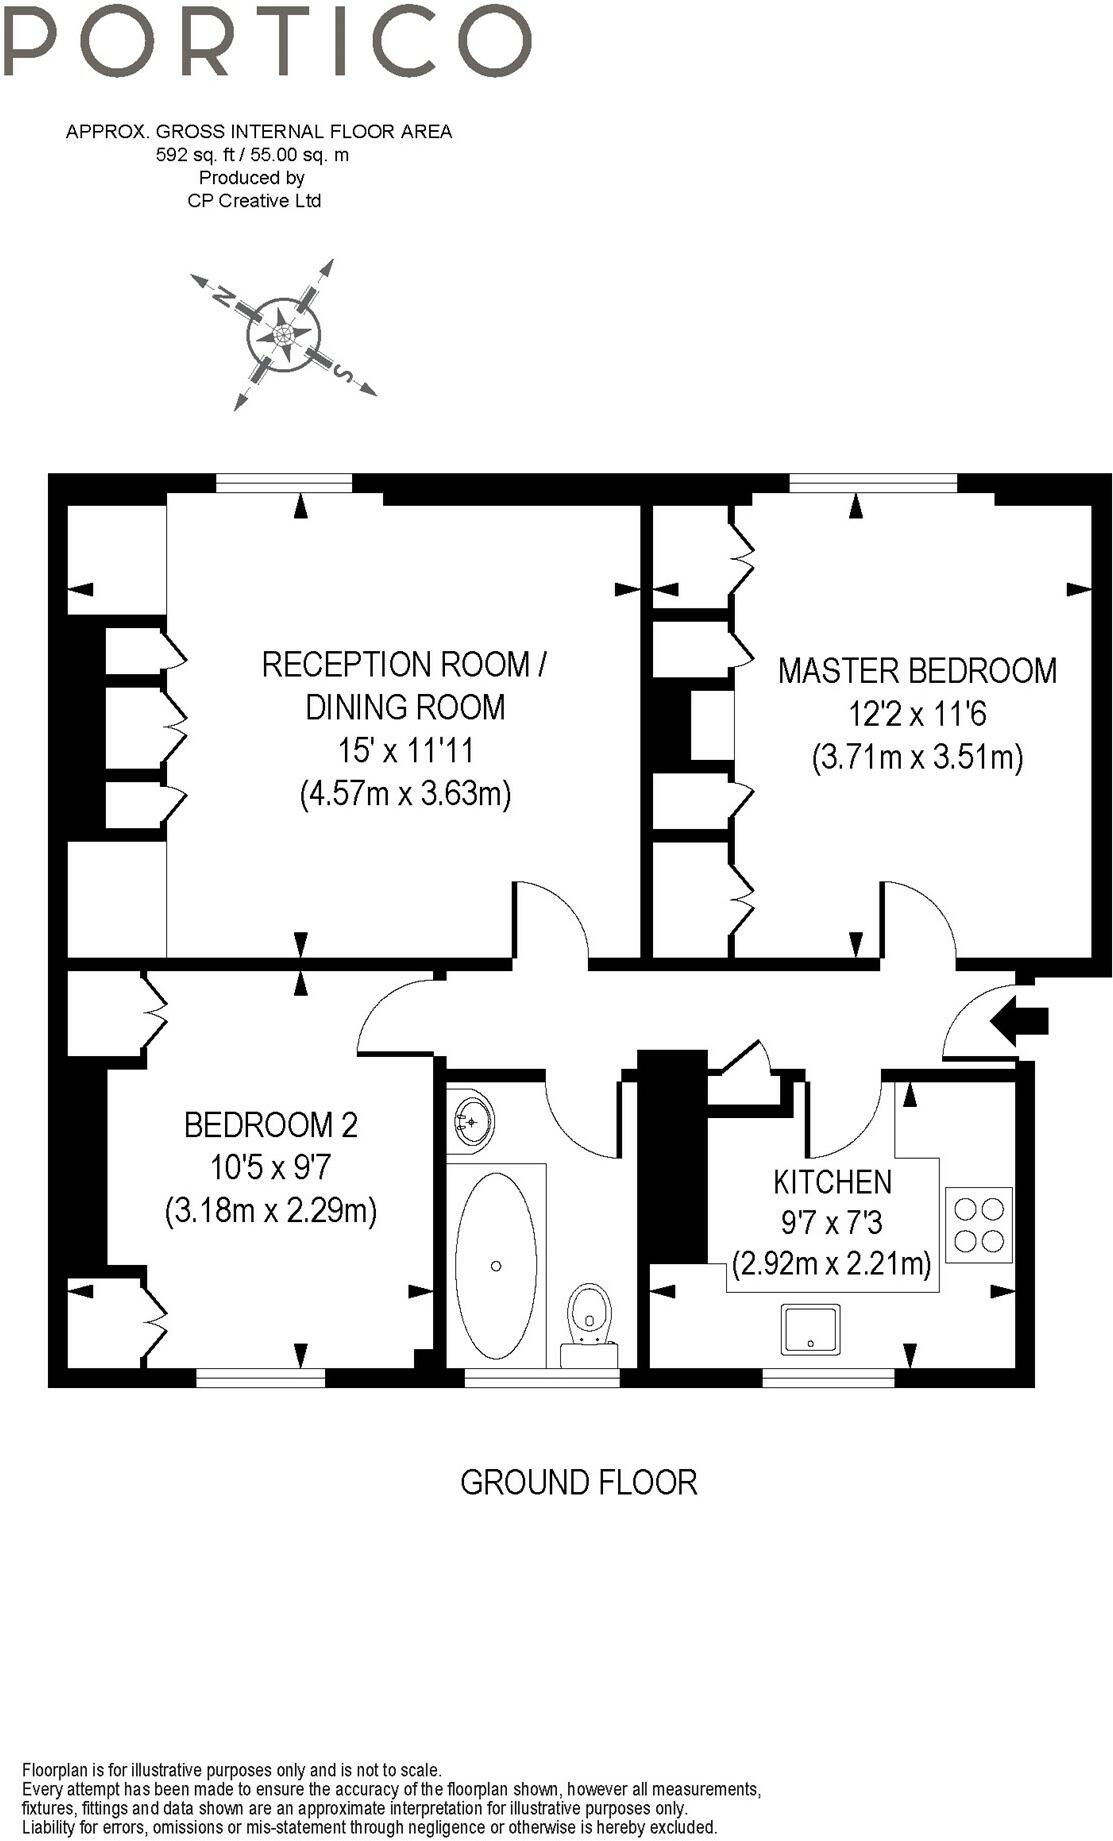 PORTICO
APPROX. GROSS INTERNAL FLOOR AREA
592 sq. ft / 55.00 sq. m
Produced by
CP Creative Ltd
N
S
RECEPTION ROOM /
DINING ROOM
15' x 11'11
(4.57m x 3.63m)
MASTER BEDROOM
12'2 x 11'6
(3.71m x 3.51m)
BEDROOM 2
10'5 x 9'7
(3.18m x 2.29m)
KITCHEN
9'7 x 7'3
(2.92m x 2.21m)
GROUND FLOOR
Floorplan is for illustrative purposes only and is not to scale.
Every attempt has been made to ensure the accuracy of the floorplan shown, however all measurements,
fixtures, fittings and data shown are an approximate interpretation for illustrative purposes only.
Liability for errors, omissions or mis-statement through negligence or otherwise is hereby excluded.